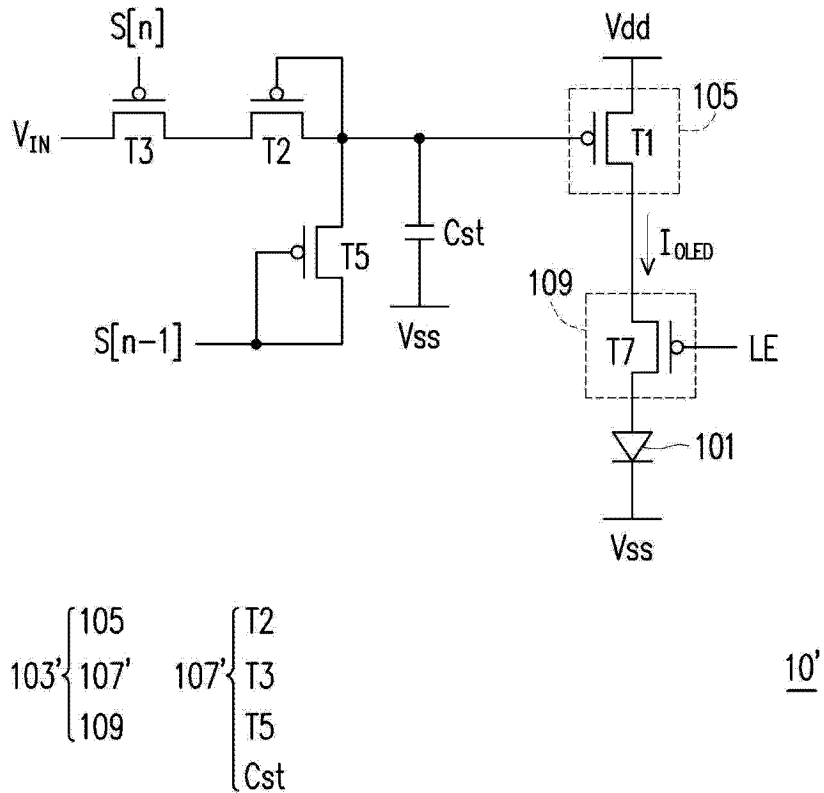 S[n]
Vdd
105
V_IN
T3
T2
T1
T5
Cst
I_OLED
109
S[n-1]
Vss
T7
LE
101
Vss
103' { 105 107' 109
107' { T2 T3 T5 Cst
10'